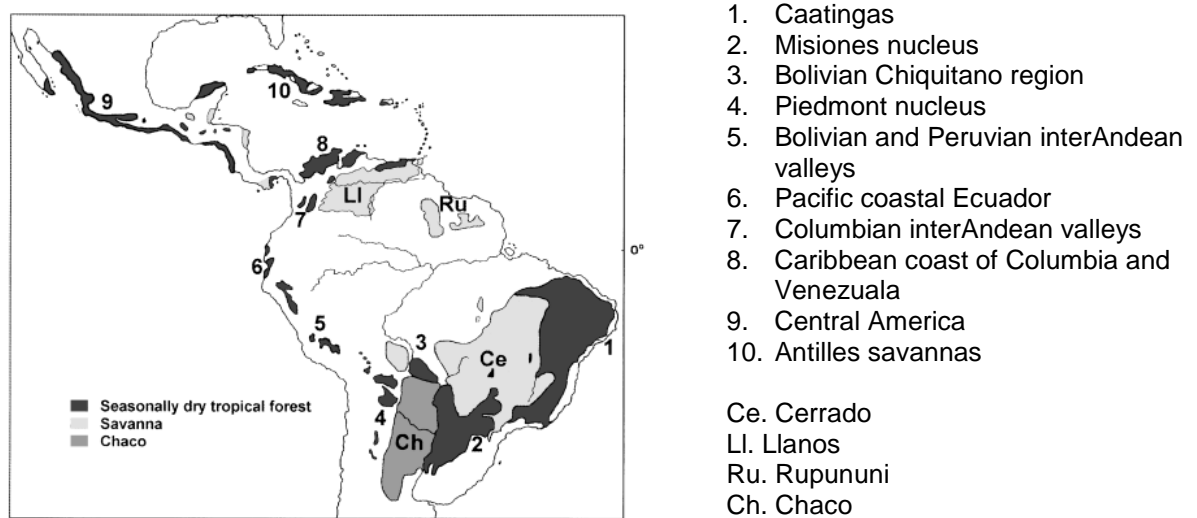 9
10
8
Ll
Ru
7
0°
6
5
3
Ce
1
4
Ch
2
Seasonally dry tropical forest
Savanna
Chaco
1. Caatingas
2. Misiones nucleus
3. Bolivian Chiquitano region
4. Piedmont nucleus
5. Bolivian and Peruvian interAndean
valleys
6. Pacific coastal Ecuador
7. Columbian interAndean valleys
8. Caribbean coast of Columbia and
Venezuala
9. Central America
10. Antilles savannas
Ce. Cerrado
Ll. Llanos
Ru. Rupununi
Ch. Chaco